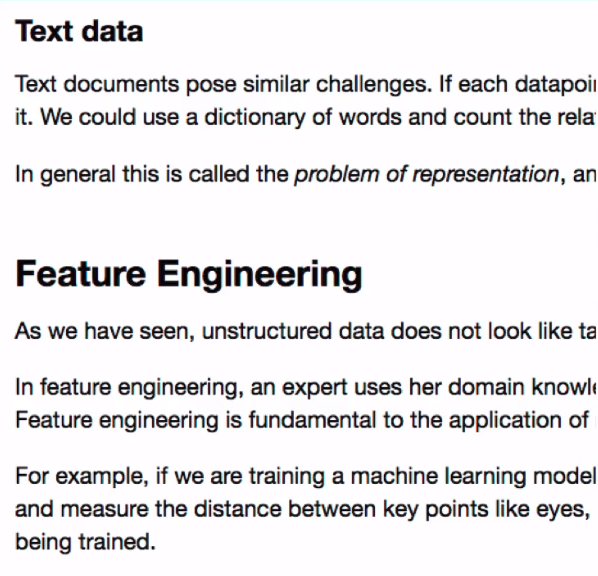 Text data
Text documents pose similar challenges. If each datapoi
it. We could use a dictionary of words and count the rela
In general this is called the problem of representation, an
Feature Engineering
As we have seen, unstructured data does not look like ta
In feature engineering, an expert uses her domain knowle
Feature engineering is fundamental to the application of
For example, if we are training a machine learning model
and measure the distance between key points like eyes,
being trained.